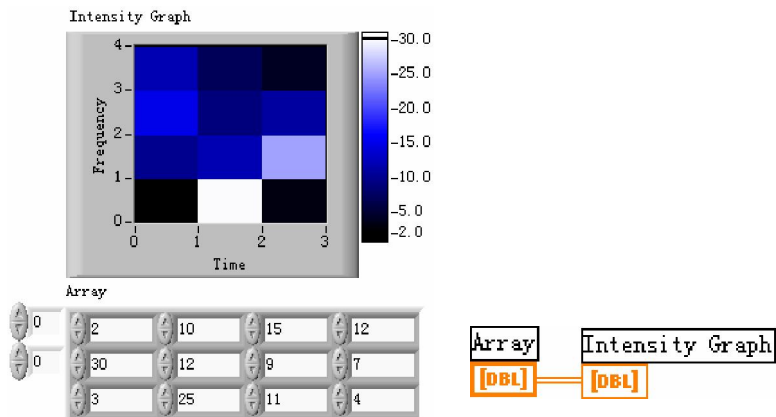 Intensity Graph
4
3
2
1
0
Frequency
0 1 2 3
Time
30.0
25.0
20.0
15.0
10.0
5.0
2.0
Array
0 2 10 15 12
0 30 12 9 7
3 25 11 4
Array
[DBL]
Intensity Graph
[DBL]